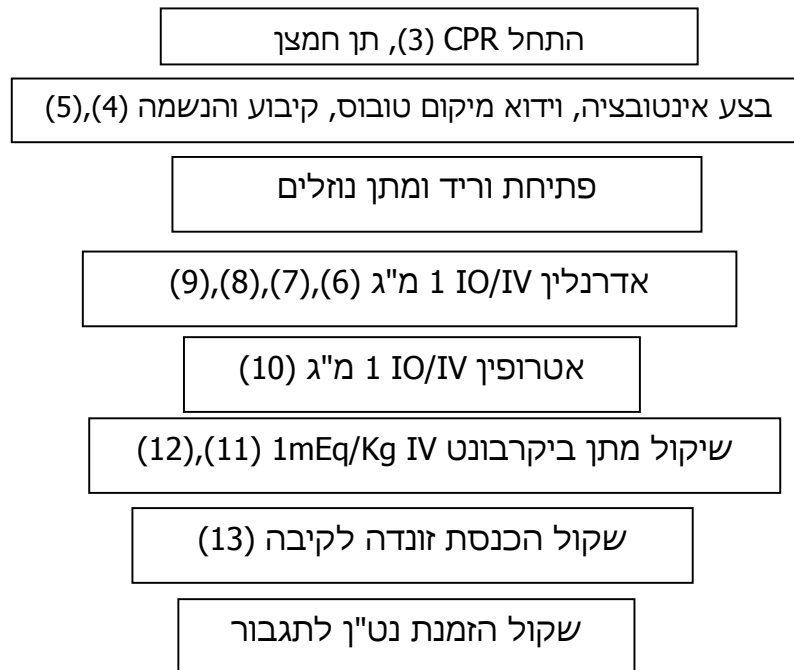 התחל CPR (3), תן חמצן
בצע אינטובציה, וידוא מיקום טובוס, קיבוע והנשמה (4),(5)
פתיחת וריד ומתן נוזלים
אדרנלין IO/IV 1 מ"ג (6),(7),(8),(9)
אטרופין IO/IV 1 מ"ג (10)
שיקול מתן ביקרבונט 1mEq/Kg IV (11),(12)
שקול הכנסת זונדה לקיבה (13)
שקול הזמנת נט"ן לתגבור